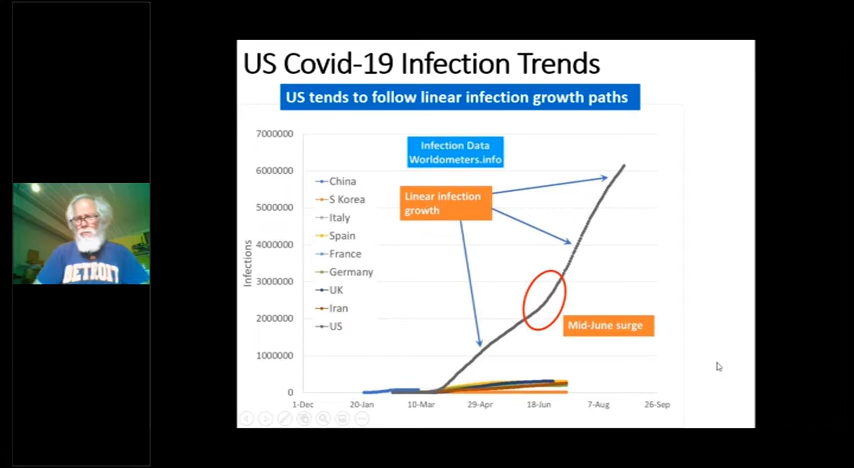 US Covid-19 Infection Trends
US tends to follow linear infection growth paths
7000000
6000000
5000000
4000000
3000000
2000000
1000000
0
Infections
Infection Data
Worldometers.info
Linear infection
growth
Mid-June surge
China
S Korea
Italy
Spain
France
Germany
UK
Iran
US
1-Dec
20-Jan
10-Mar
29-Apr
18-Jun
7-Aug
26-Sep
DETROIT